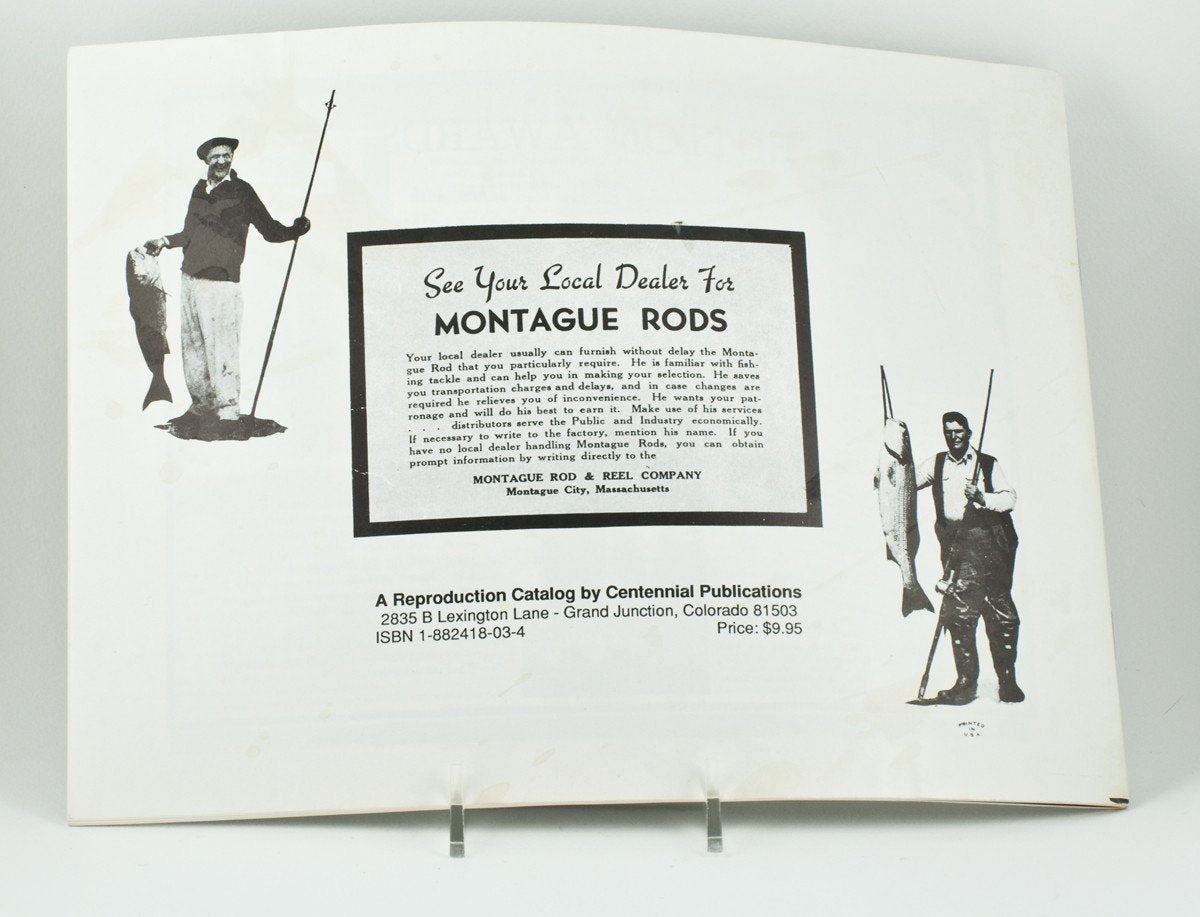 See Your Local Dealer For
MONTAGUE RODS
Your local dealer usually can furnish without delay the Monta-
gue Rod that you particularly require. He is familiar with fish-
ing tackle and can help you in making your selection. He saves
you transportation charges and delays, and in case changes are
required he relieves you of inconvenience. He wants your pat-
ronage and will do his best to earn it. Make use of his services
. . . distributors serve the Public and Industry economically.
If necessary to write to the factory, mention his name. If you
have no local dealer handling Montague Rods, you can obtain
prompt information by writing directly to the
MONTAGUE ROD & REEL COMPANY
Montague City, Massachusetts
A Reproduction Catalog by Centennial Publications
2835 B Lexington Lane - Grand Junction, Colorado 81503
ISBN 1-882418-03-4 Price: $9.95
PRINTED
IN
U.S.A